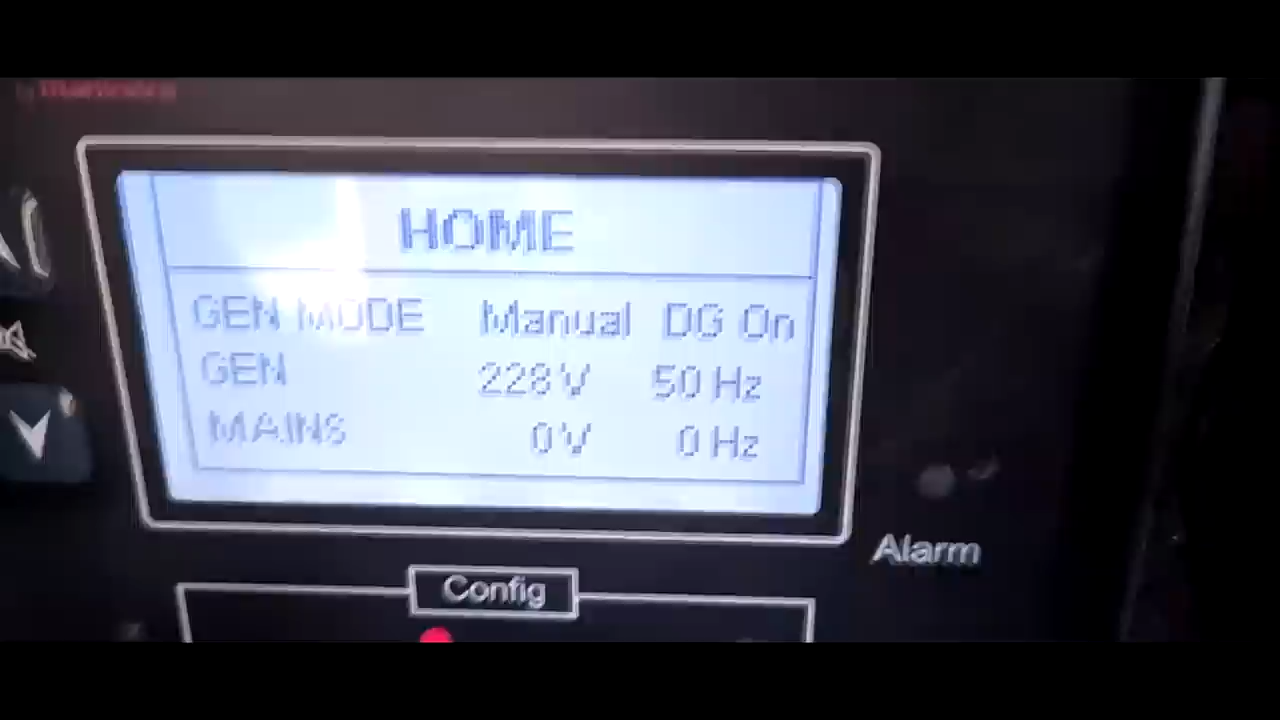 HOME
GEN MODE Manual DG On
GEN 228 V 50 Hz
MAINS 0 V 0 Hz
Alarm
Config